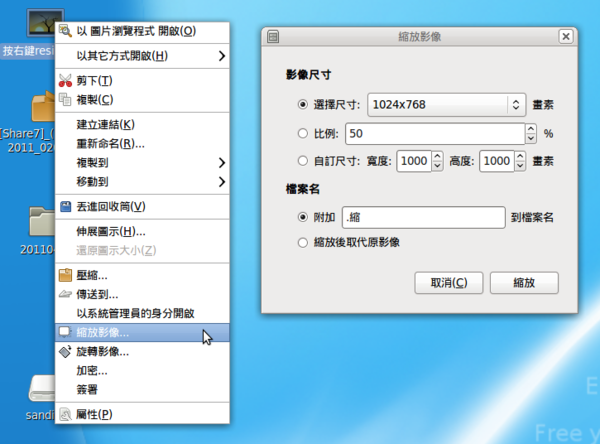 按右鍵resi
[Share7]_(
2011_02
20110
sandi
以 圖片瀏覽程式 開啟(O)
以其它方式開啟(H)
剪下(T)
複製(C)
建立連結(K)
重新命名(R)...
複製到
移動到
丟進回收筒(V)
伸展圖示(H)...
還原圖示大小(Z)
壓縮...
傳送到...
以系統管理員的身分開啟
縮放影像...
旋轉影像...
加密...
簽署
屬性(P)
縮放影像
影像尺寸
選擇尺寸: 1024x768 畫素
比例: 50 %
自訂尺寸: 寬度: 1000 高度: 1000 畫素
檔案名
附加 .縮 到檔案名
縮放後取代原影像
取消(C) 縮放
E
Free y